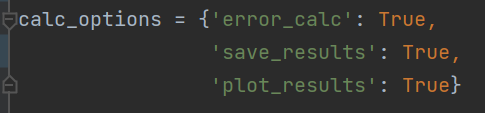 calc_options = {'error_calc': True,
                'save_results': True,
                'plot_results': True}